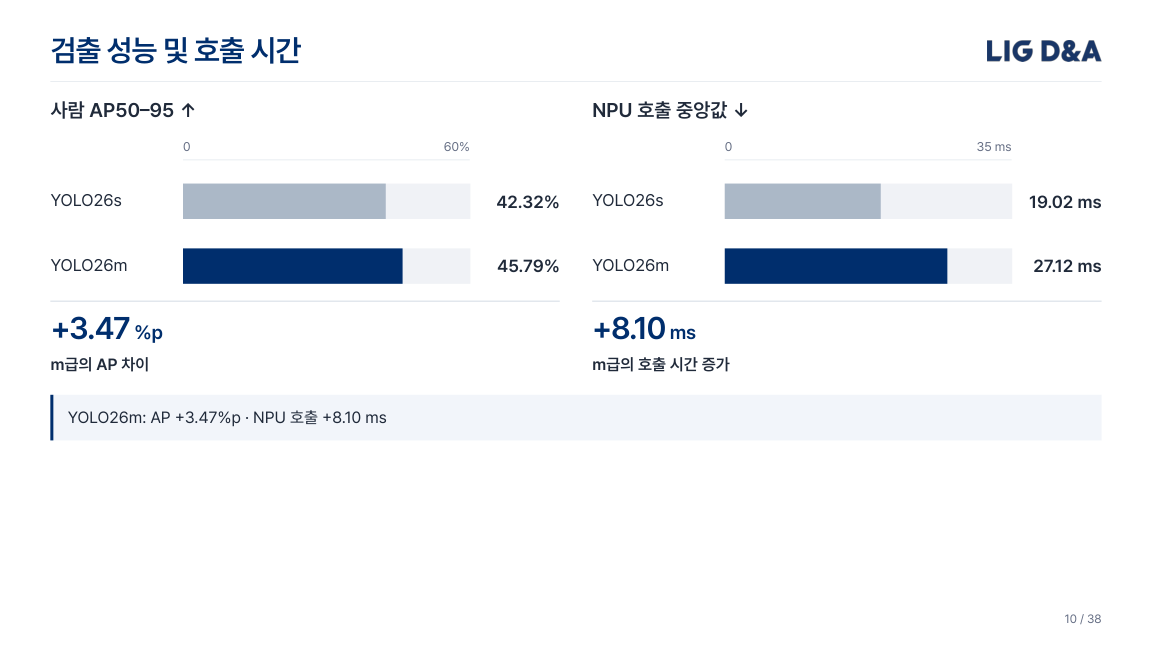 검출 성능 및 호출 시간
LIG D&A
사람 AP50–95 ↑
0 60%
YOLO26s 42.32%
YOLO26m 45.79%
+3.47 %p
m급의 AP 차이
NPU 호출 중앙값 ↓
0 35 ms
YOLO26s 19.02 ms
YOLO26m 27.12 ms
+8.10 ms
m급의 호출 시간 증가
YOLO26m: AP +3.47%p · NPU 호출 +8.10 ms
10 / 38